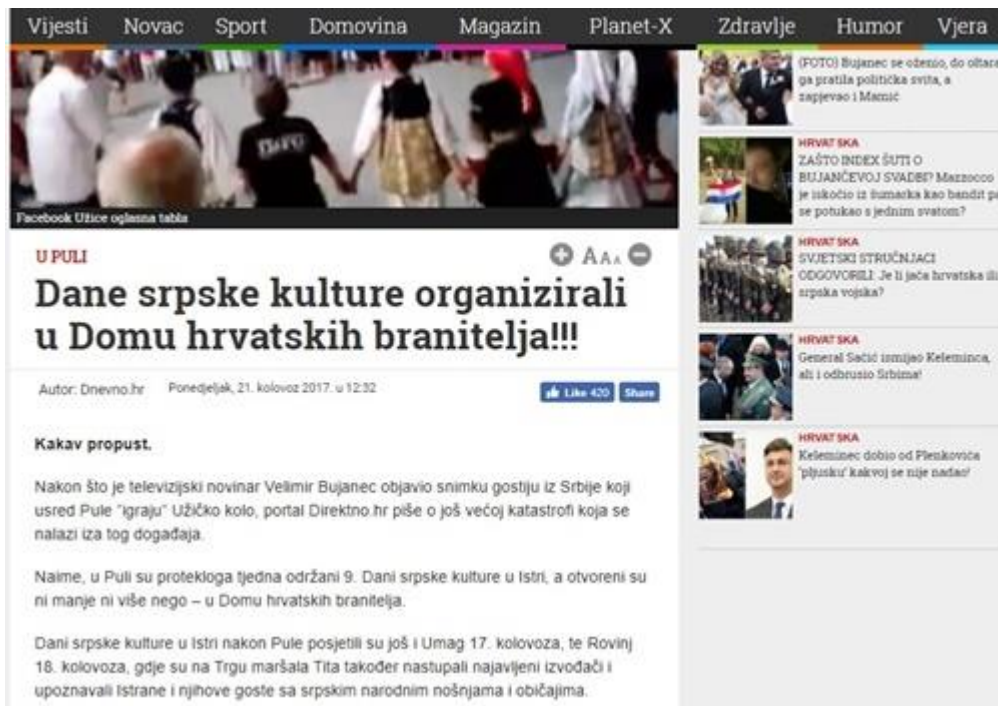 Vijesti Novac Sport Domovina Magazin Planet-X Zdravlje Humor Vjera
Facebook Užice oglasna tabla
U PULI
Dane srpske kulture organizirali
u Domu hrvatskih branitelja!!!
Autor: Dnevno.hr Ponedjeljak, 21. kolovoz 2017. u 12:32
Like 420 Share
Kakav propust.
Nakon što je televizijski novinar Velimir Bujanec objavio snimku gostiju iz Srbije koji
usred Pule "igraju" Užičko kolo, portal Direktno.hr piše o još većoj katastrofi koja se
nalazi iza tog događaja.
Naime, u Puli su protekloga tjedna održani 9. Dani srpske kulture u Istri, a otvoreni su
ni manje ni više nego – u Domu hrvatskih branitelja.
Dani srpske kulture u Istri nakon Pule posjetili su još i Umag 17. kolovoza, te Rovinj
18. kolovoza, gdje su na Trgu maršala Tita također nastupali najavljeni izvođači i
upoznavali Istrane i njihove goste sa srpskim narodnim nošnjama i običajima.
(FOTO) Bujanec se oženio, do oltara
ga pratila politička svita, a
zapjevao i Mamić
HRVATSKA
ZAŠTO INDEX ŠUTI O
BUJANČEVOJ SVADBI? Mazzocco
je iskočio iz šumarka kao bandit pa
se potukao s jednim svatom?
HRVATSKA
SVJETSKI STRUČNJACI
ODGOVORILI: Je li jača hrvatska ili
srpska vojska?
HRVATSKA
General Sačić ismijao Keleminca,
ali i odbrusio Srbima!
HRVATSKA
Keleminec dobio od Plenkovića
'pljusku' kakvoj se nije nadao!